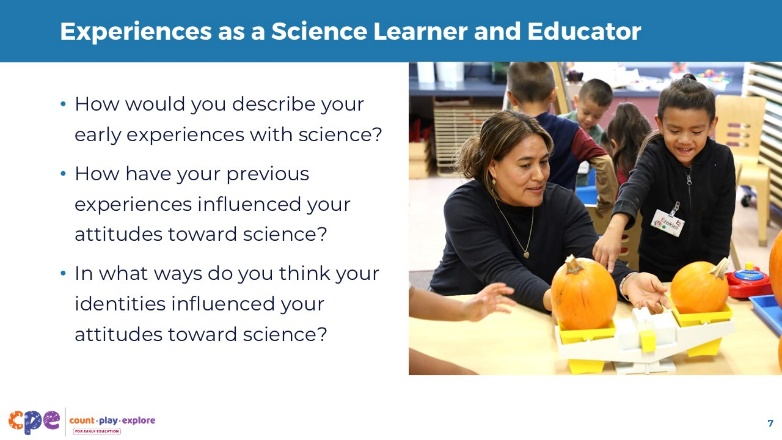 Experiences as a Science Learner and Educator
• How would you describe your
early experiences with science?
• How have your previous
experiences influenced your
attitudes toward science?
• In what ways do you think your
identities influenced your
attitudes toward science?
cpe
count·play·explore
FOR EARLY EDUCATION
7